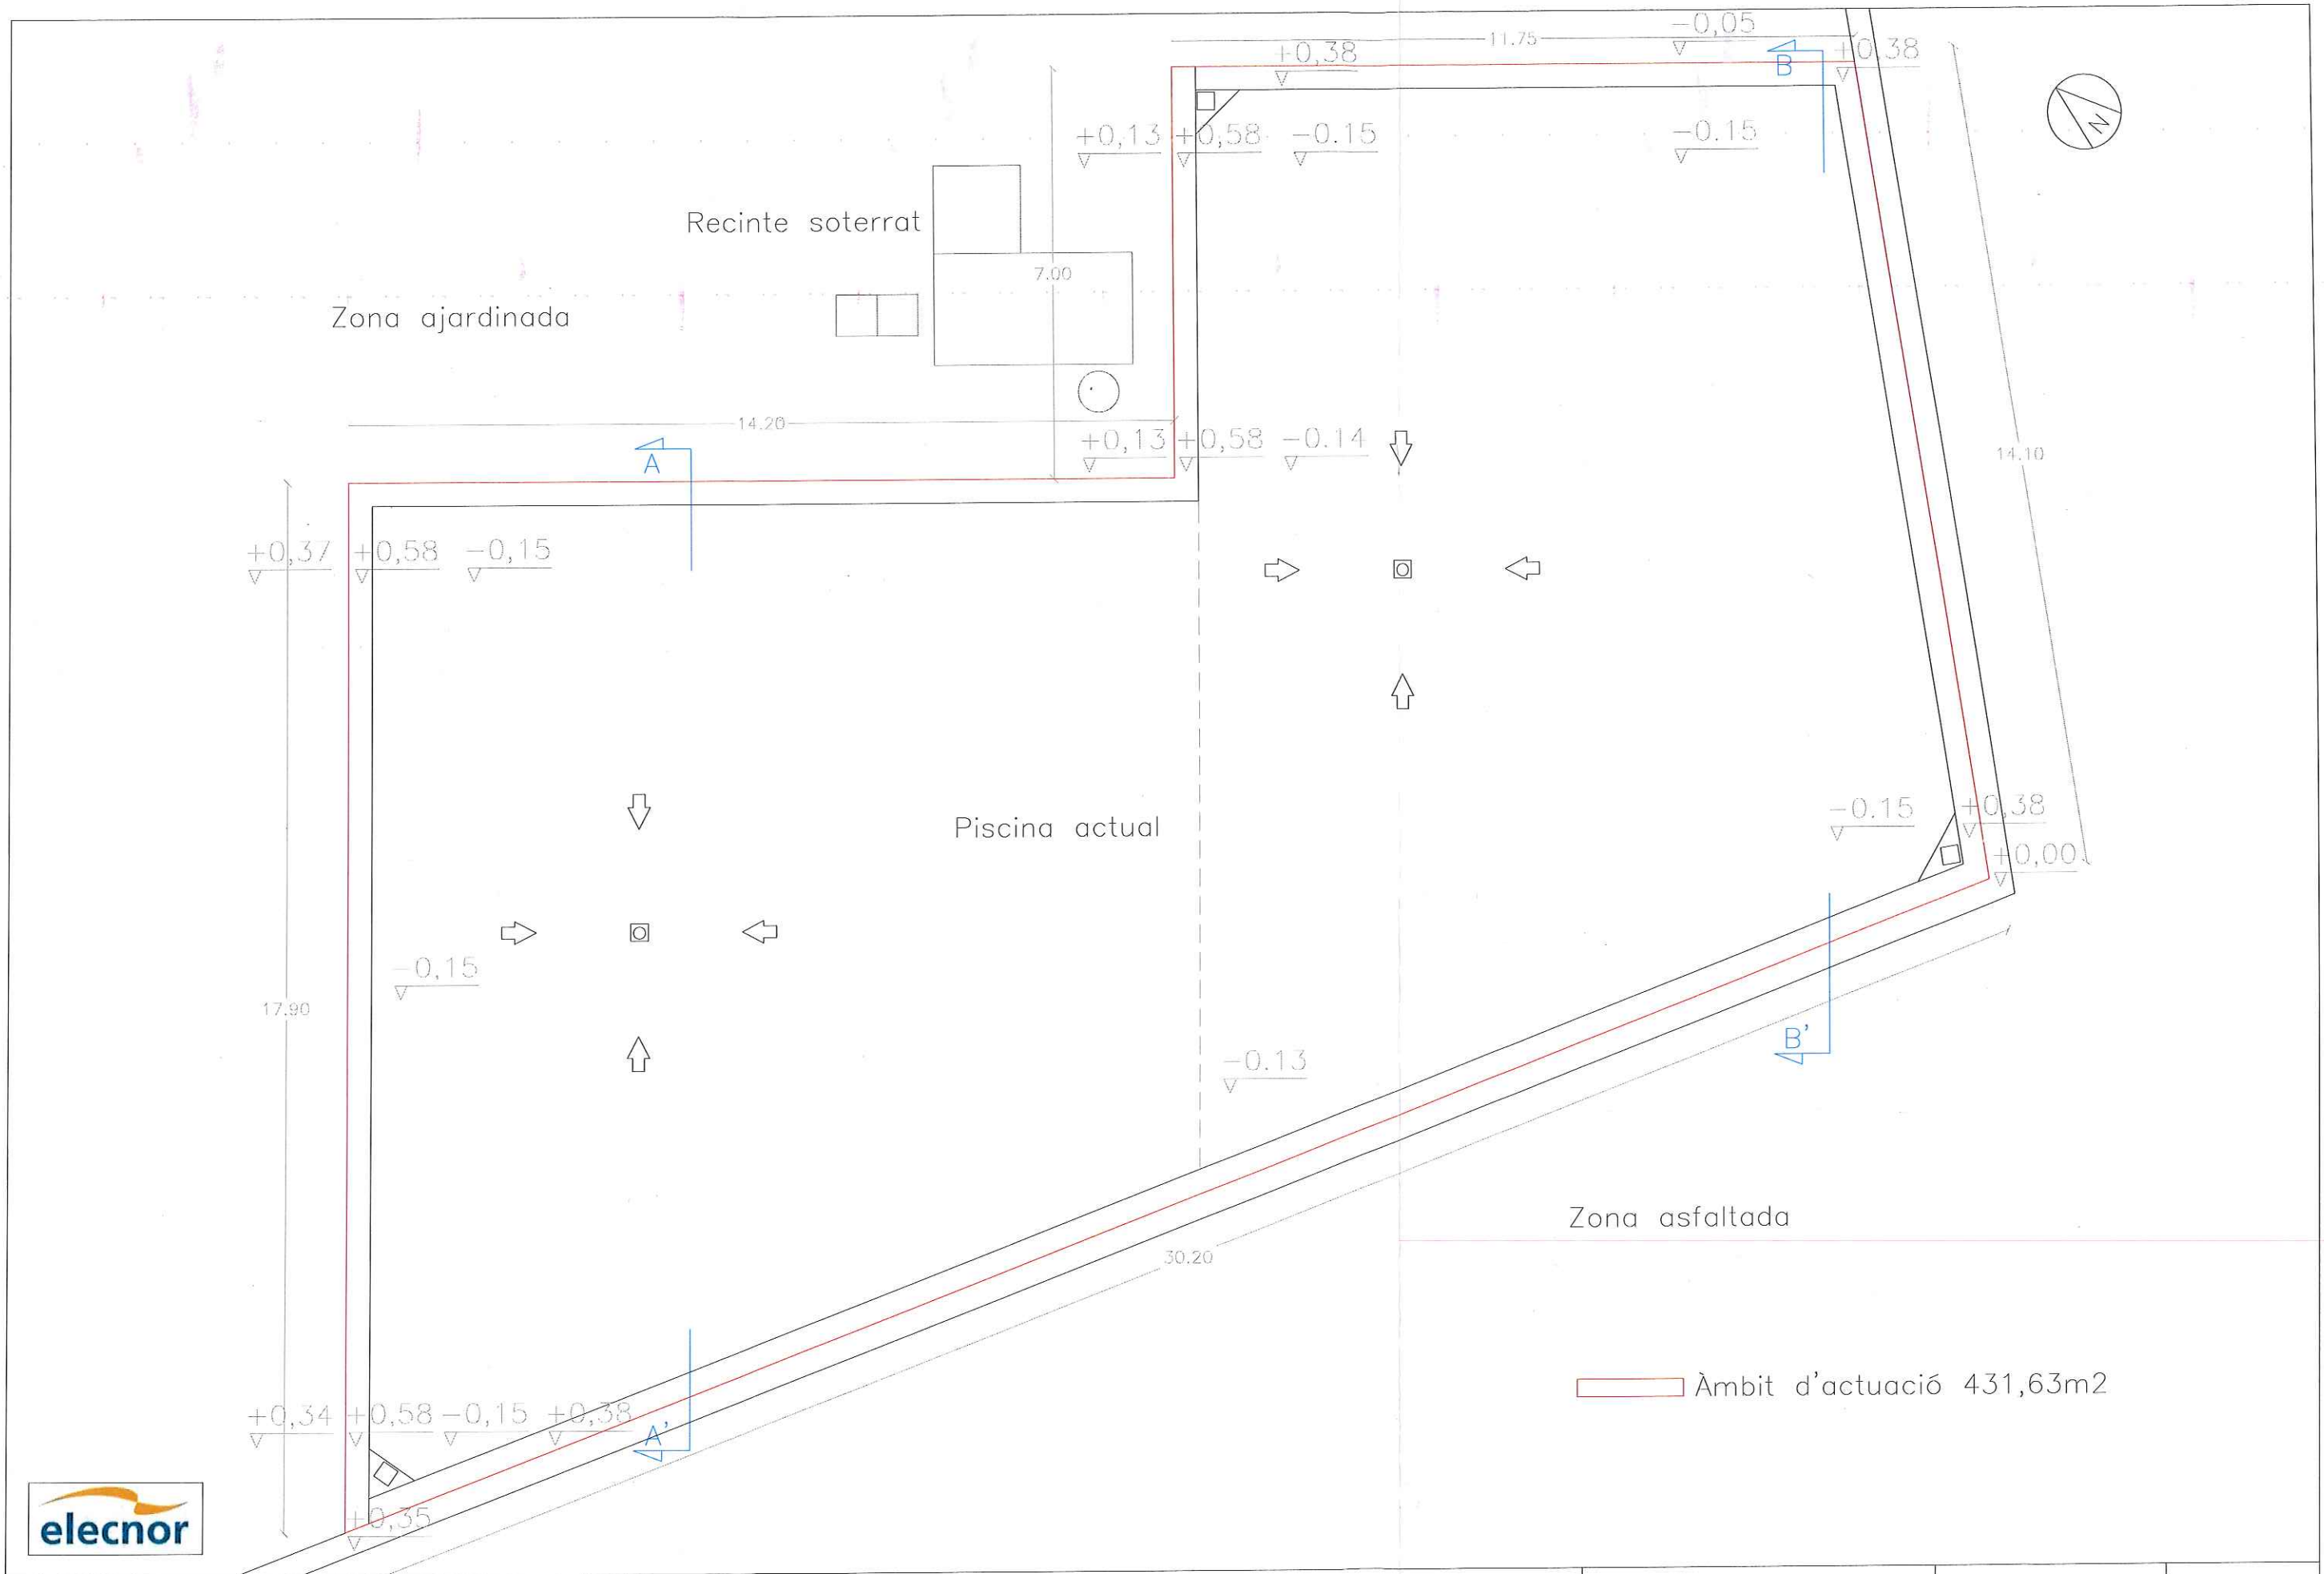 -0,05
11.75
+0,38
B
+0,38
N
+0,13 +0,58 -0.15
-0.15
Recinte soterrat
7.00
Zona ajardinada
14.20
+0,13 +0,58 -0.14
A
14.10
+0,37 +0,58 -0,15
-0.15 +0,38
Piscina actual
+0,00
-0,15
17.90
B'
-0.13
Zona asfaltada
30.20
Àmbit d'actuació 431,63m2
+0,34 +0,58 -0,15 +0,38
A'
+0,35
elecnor